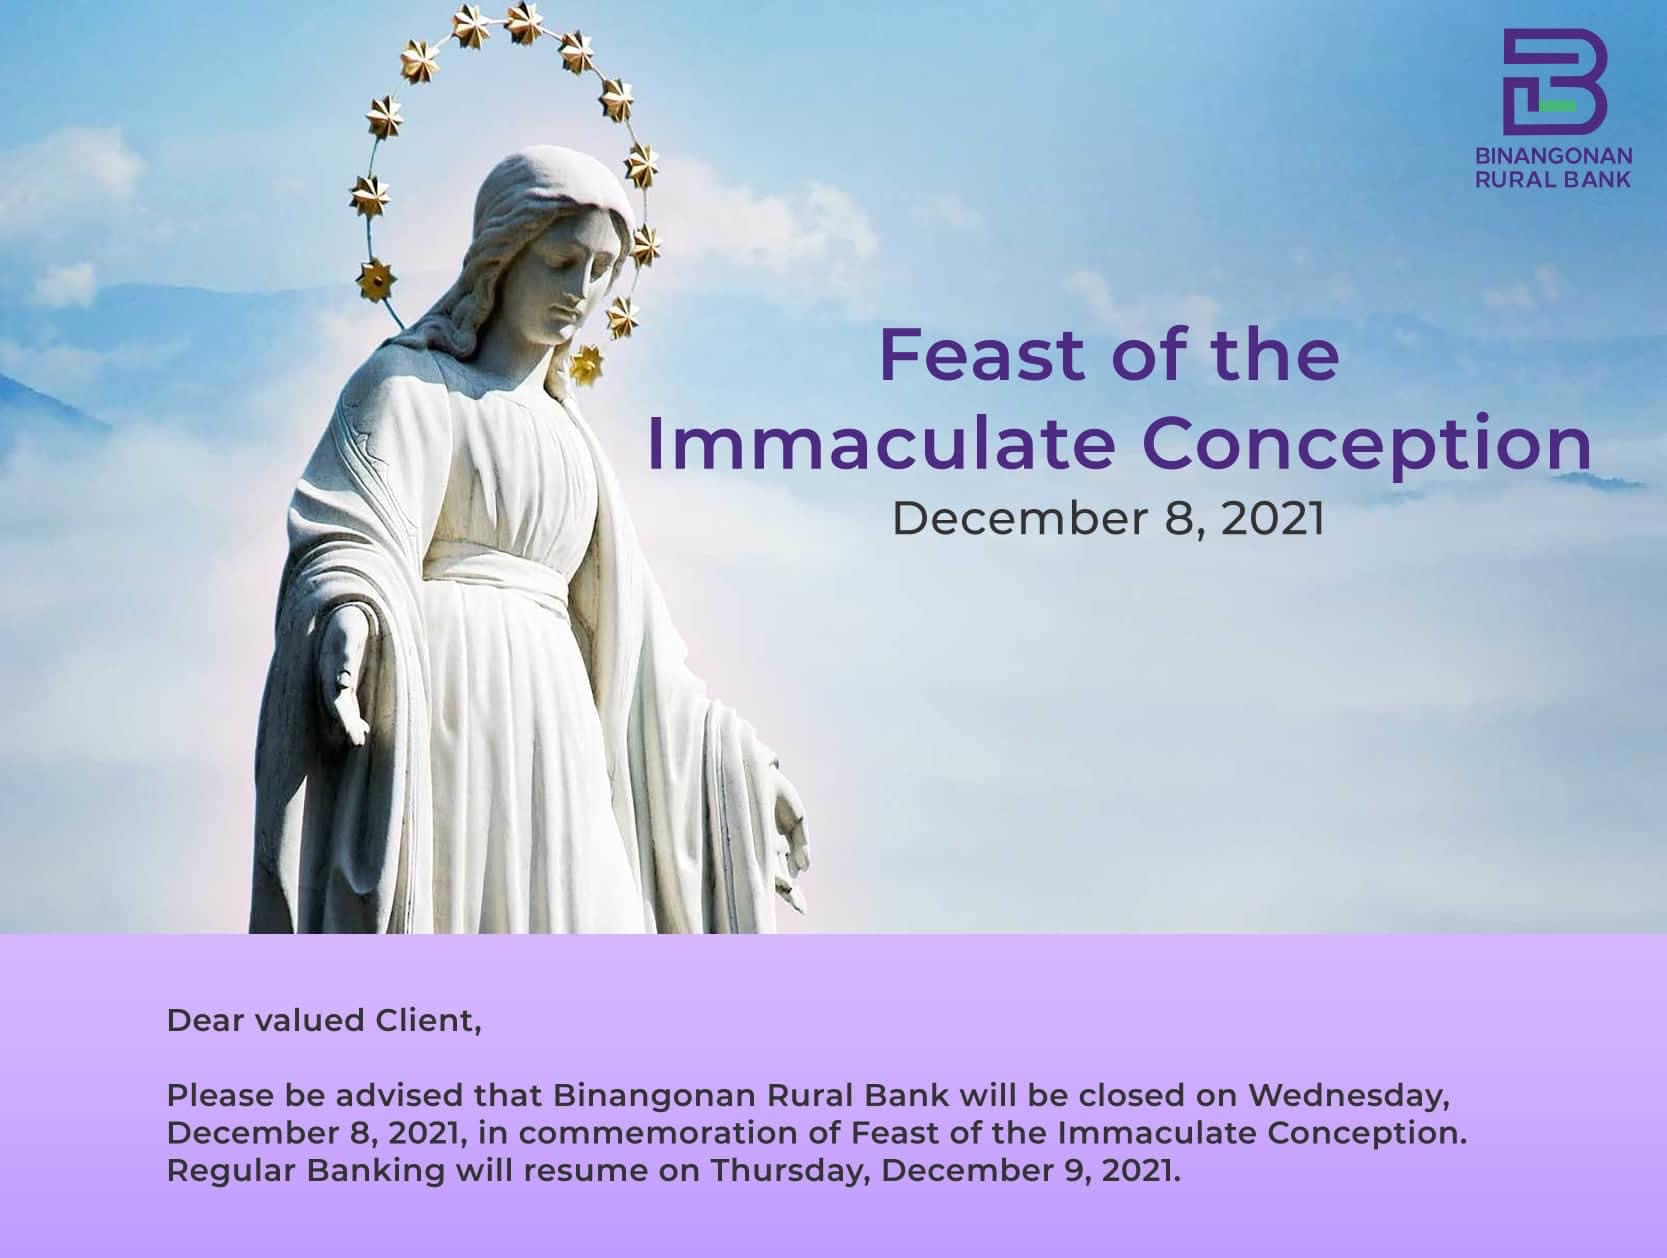 BINANGONAN
RURAL BANK
Feast of the
Immaculate Conception
December 8, 2021
Dear valued Client,
Please be advised that Binangonan Rural Bank will be closed on Wednesday,
December 8, 2021, in commemoration of Feast of the Immaculate Conception.
Regular Banking will resume on Thursday, December 9, 2021.